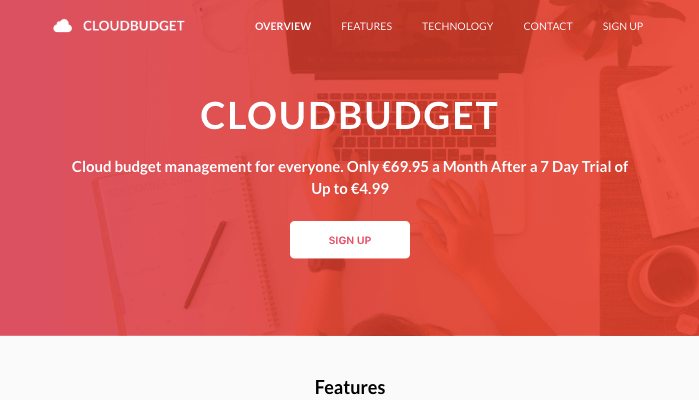 CLOUDBUDGET
OVERVIEW
FEATURES
TECHNOLOGY
CONTACT
SIGN UP
CLOUDBUDGET
Cloud budget management for everyone. Only €69.95 a Month After a 7 Day Trial of
Up to €4.99
SIGN UP
Features